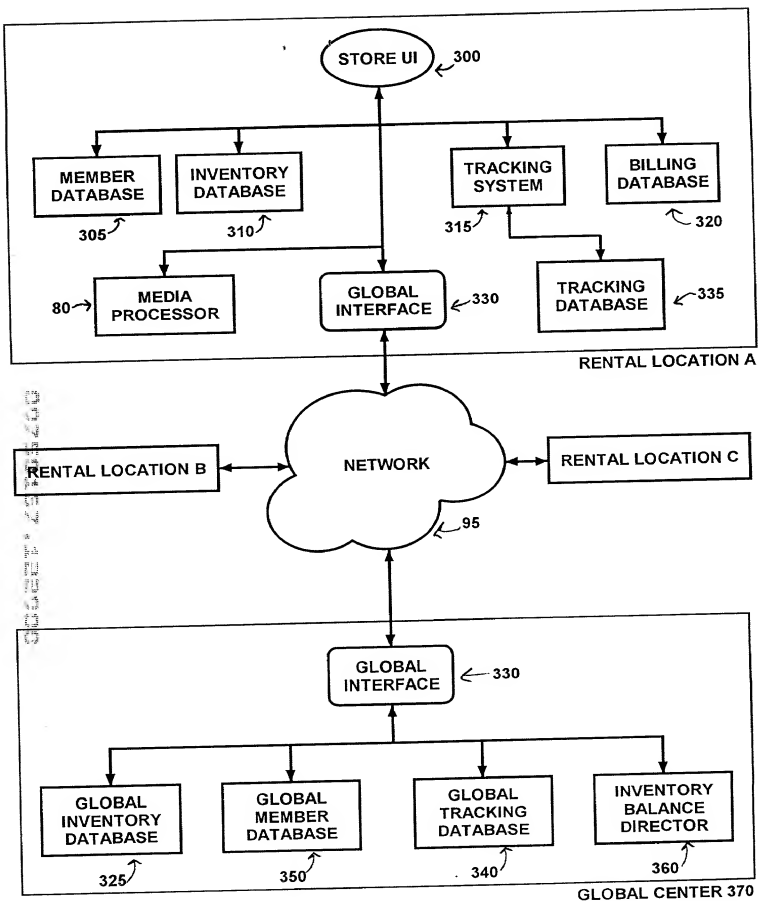 STORE UI
300
MEMBER
DATABASE
305
INVENTORY
DATABASE
310
TRACKING
SYSTEM
315
BILLING
DATABASE
320
80
MEDIA
PROCESSOR
GLOBAL
INTERFACE
330
TRACKING
DATABASE
335
RENTAL LOCATION A
RENTAL LOCATION B
NETWORK
95
RENTAL LOCATION C
GLOBAL
INTERFACE
330
GLOBAL
INVENTORY
DATABASE
325
GLOBAL
MEMBER
DATABASE
350
GLOBAL
TRACKING
DATABASE
340
INVENTORY
BALANCE
DIRECTOR
360
GLOBAL CENTER 370